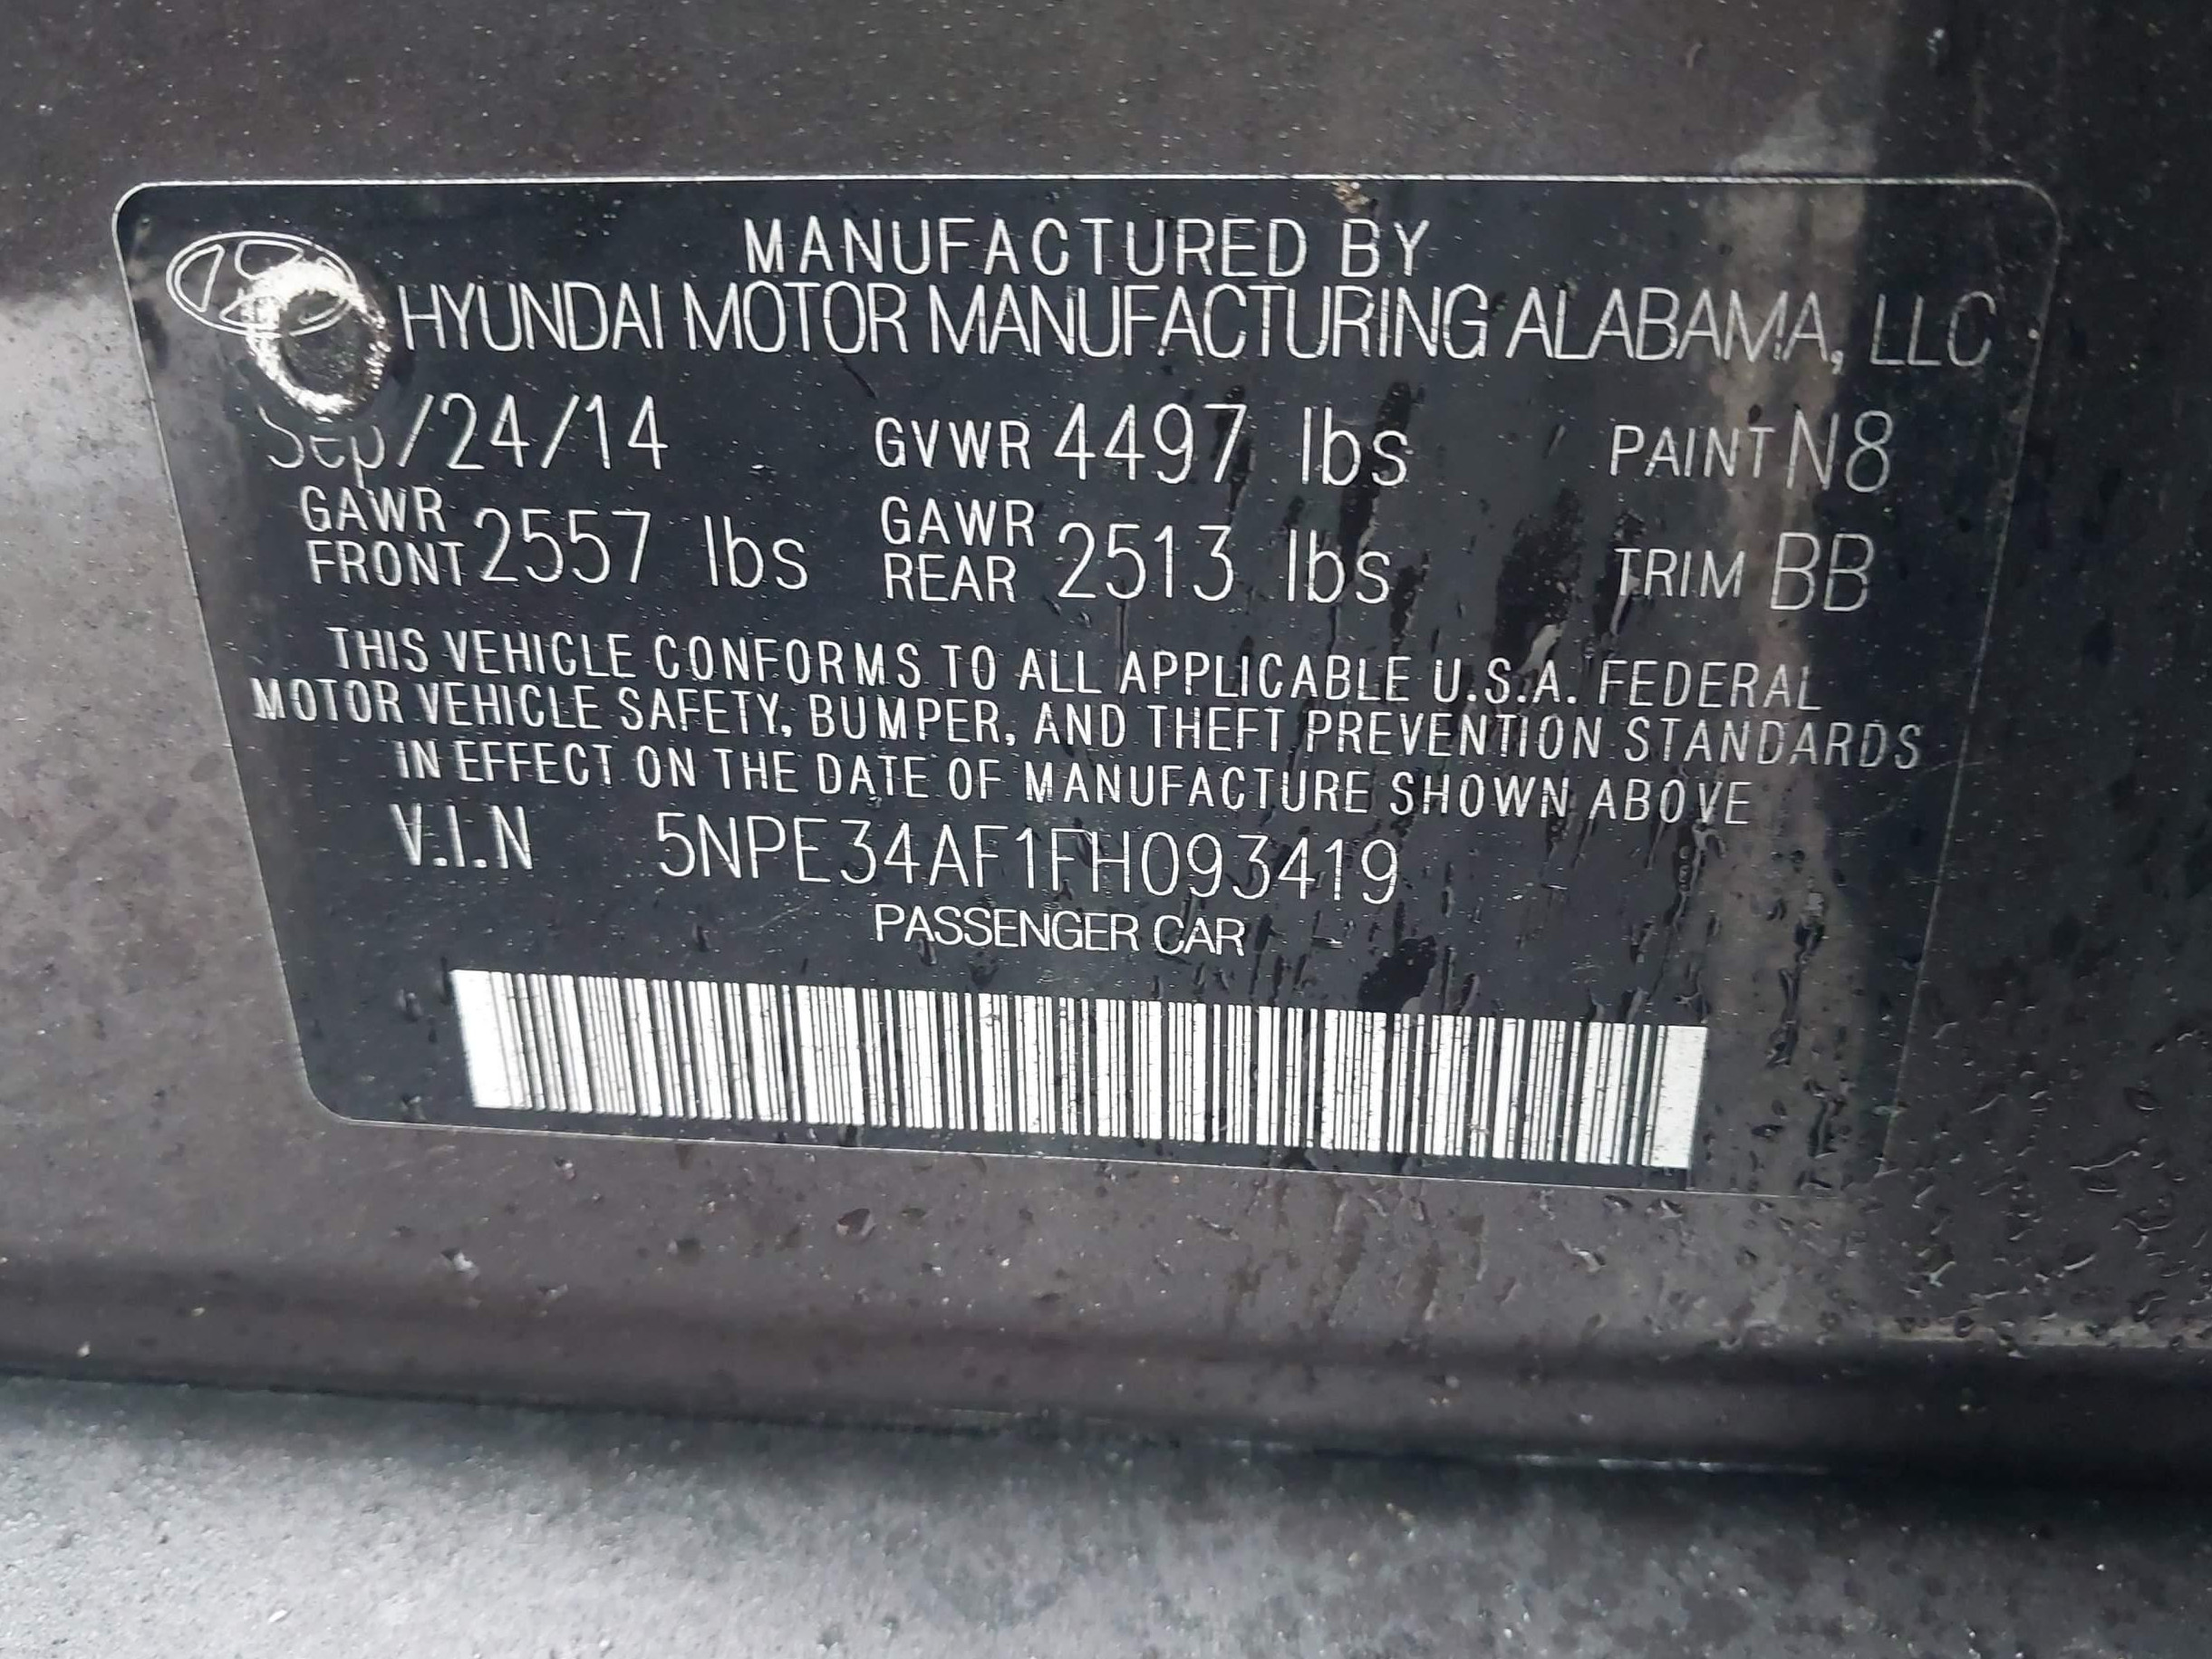 MANUFACTURED BY
HYUNDAI MOTOR MANUFACTURING ALABAMA, LLC
Sep/24/14 GVWR 4497 lbs PAINT N8
GAWR FRONT 2557 lbs GAWR REAR 2513 lbs TRIM BB
THIS VEHICLE CONFORMS TO ALL APPLICABLE U.S.A. FEDERAL
MOTOR VEHICLE SAFETY, BUMPER, AND THEFT PREVENTION STANDARDS
IN EFFECT ON THE DATE OF MANUFACTURE SHOWN ABOVE
V.I.N 5NPE34AF1FH093419
PASSENGER CAR